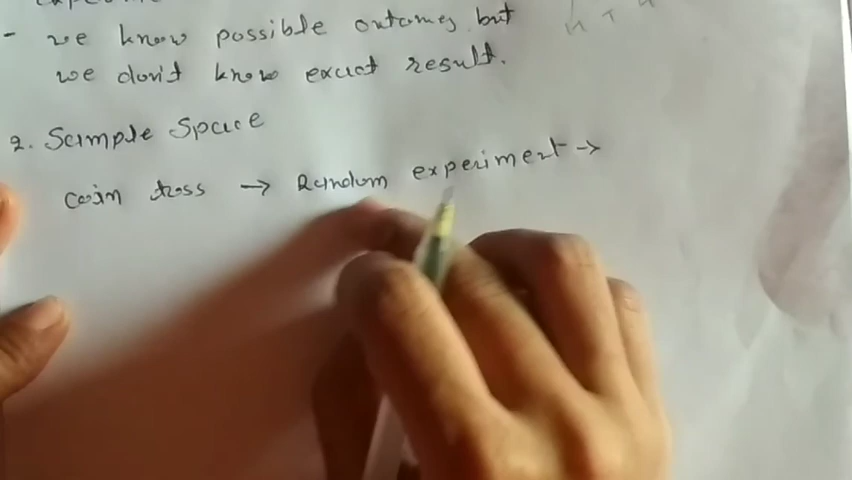 - we know possible outcomes but
we don't know exact result.
2. Sample Space
coin toss → Random experiment →